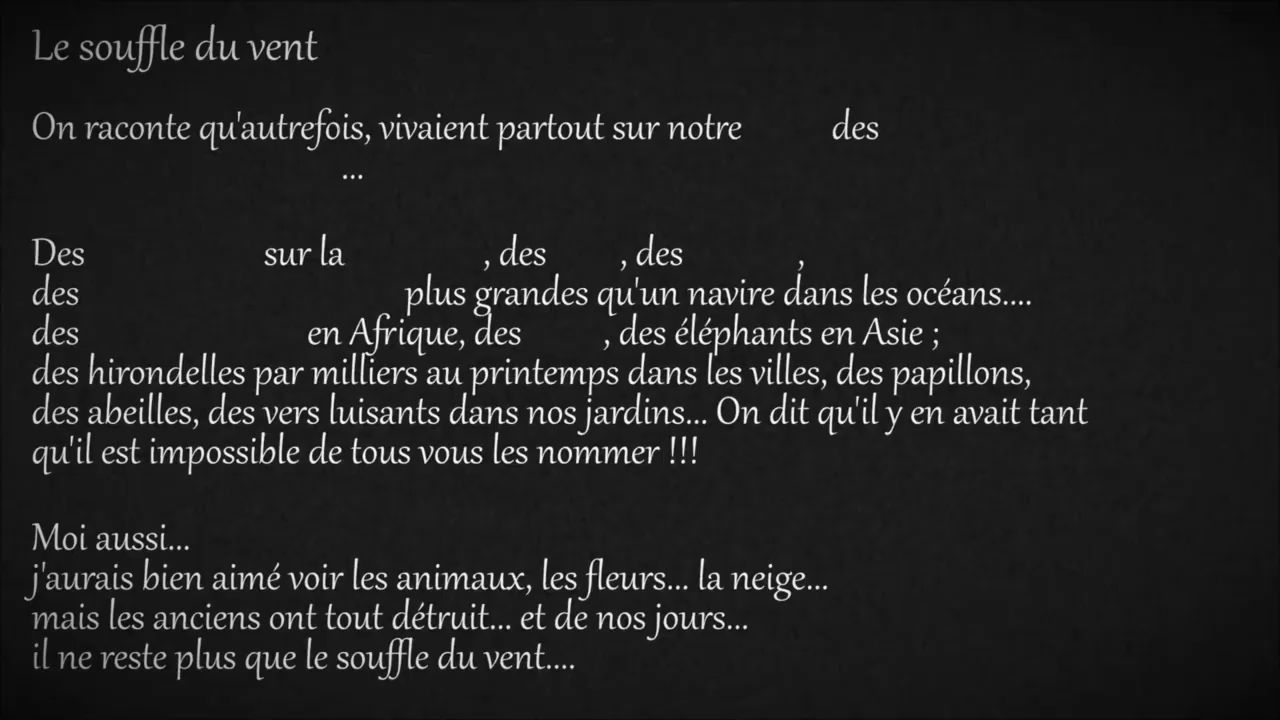 Le souffle du vent
On raconte qu'autrefois, vivaient partout sur notre des
...
Des sur la , des , des ,
des plus grandes qu'un navire dans les océans....
des en Afrique, des , des éléphants en Asie ;
des hirondelles par milliers au printemps dans les villes, des papillons,
des abeilles, des vers luisants dans nos jardins... On dit qu'il y en avait tant
qu'il est impossible de tous vous les nommer !!!
Moi aussi...
j'aurais bien aimé voir les animaux, les fleurs... la neige...
mais les anciens ont tout détruit... et de nos jours...
il ne reste plus que le souffle du vent....